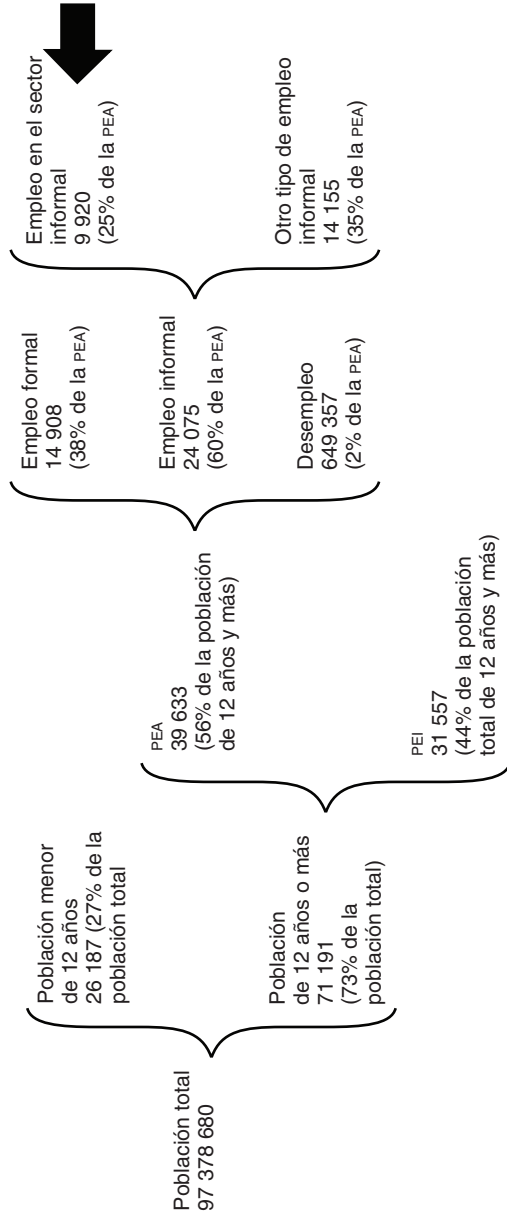 Población total
97 378 680
Población menor
de 12 años
26 187 (27% de la
población total
Población
de 12 años o más
71 191
(73% de la
población total)
PEA
39 633
(56% de la población
de 12 años y más)
PEI
31 557
(44% de la población
total de 12 años y más)
Empleo formal
14 908
(38% de la PEA)
Empleo informal
24 075
(60% de la PEA)
Desempleo
649 357
(2% de la PEA)
Empleo en el sector
informal
9 920
(25% de la PEA)
Otro tipo de empleo
informal
14 155
(35% de la PEA)